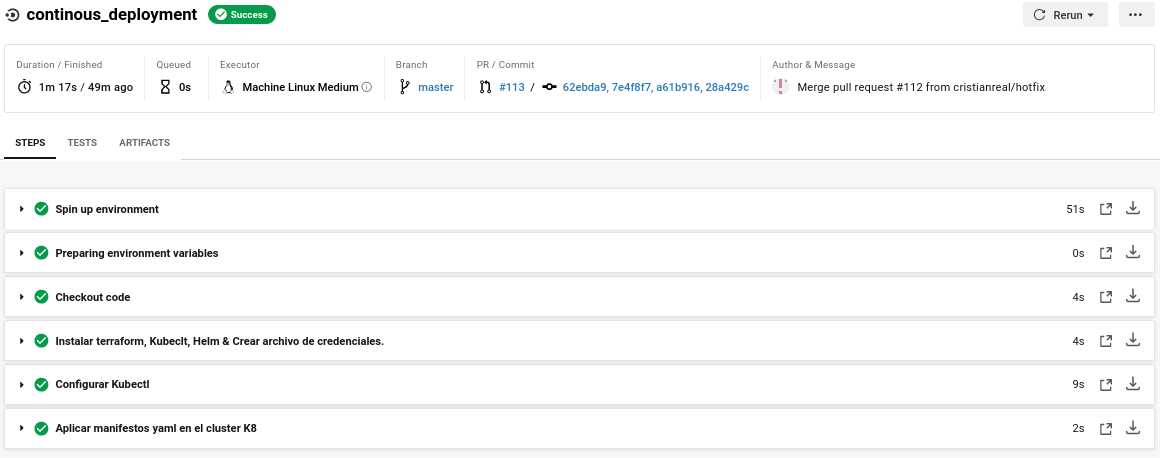 continous_deployment Success Rerun
Duration / Finished Queued Executor Branch PR / Commit Author & Message
1m 17s / 49m ago 0s Machine Linux Medium master #113 / 62ebda9, 7e4f8f7, a61b916, 28a429c Merge pull request #112 from cristianreal/hotfix
STEPS TESTS ARTIFACTS
Spin up environment 51s
Preparing environment variables 0s
Checkout code 4s
Instalar terraform, Kubeclt, Helm & Crear archivo de credenciales. 4s
Configurar Kubectl 9s
Aplicar manifestos yaml en el cluster K8 2s